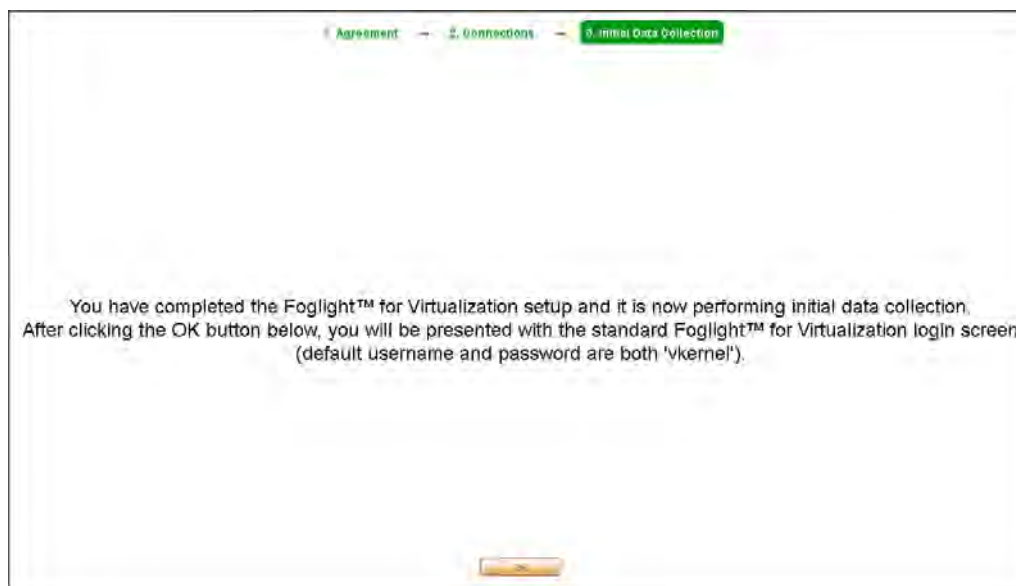 1. Agreement → 2. Connections → 3. Initial Data Collection
You have completed the Foglight™ for Virtualization setup and it is now performing initial data collection.
After clicking the OK button below, you will be presented with the standard Foglight™ for Virtualization login screen
(default username and password are both 'vkernel').